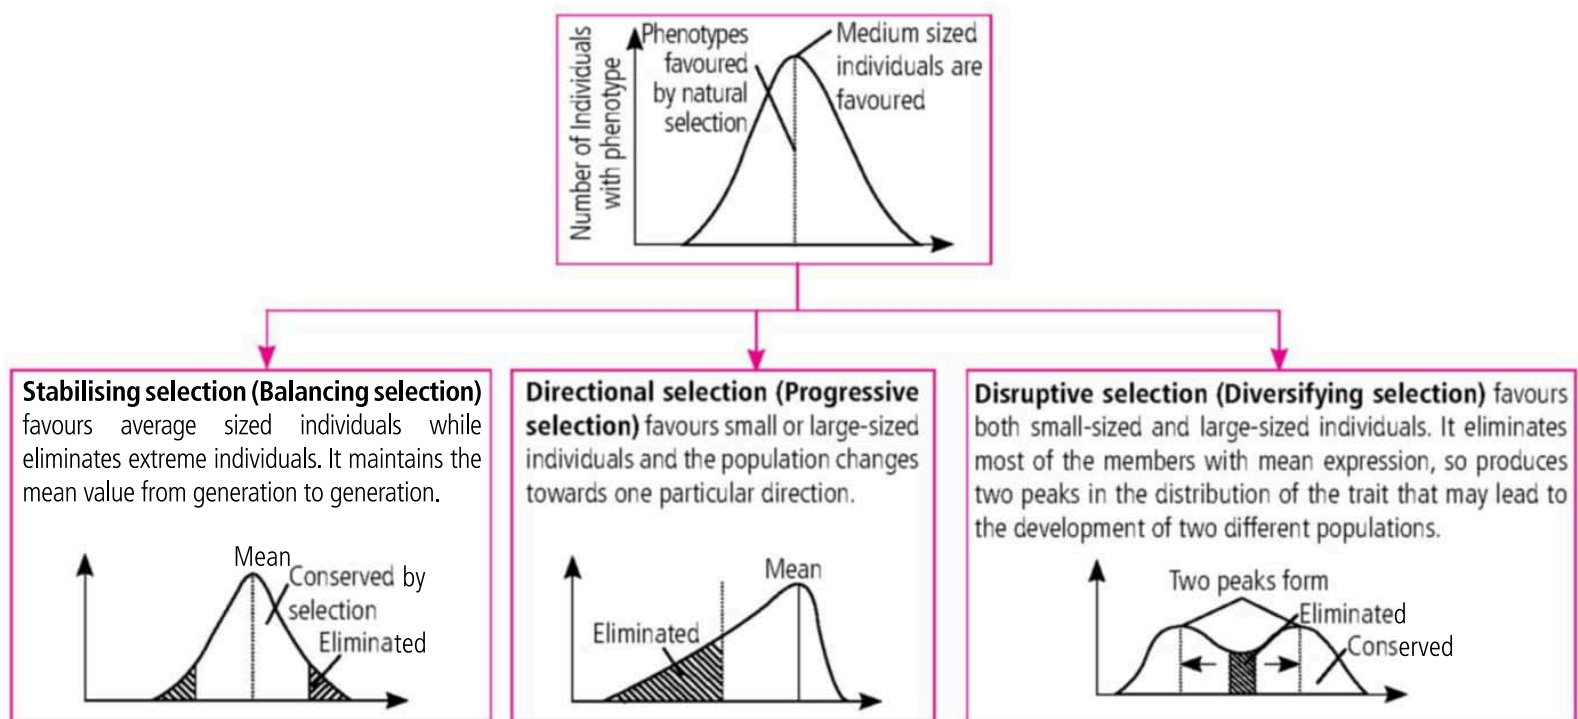 Number of Individuals
with phenotype
Phenotypes
favoured
by natural
selection
Medium sized
individuals are
favoured
Stabilising selection (Balancing selection)
favours average sized individuals while
eliminates extreme individuals. It maintains the
mean value from generation to generation.
Mean
Conserved by
selection
Eliminated
Directional selection (Progressive
selection) favours small or large-sized
individuals and the population changes
towards one particular direction.
Mean
Eliminated
Disruptive selection (Diversifying selection) favours
both small-sized and large-sized individuals. It eliminates
most of the members with mean expression, so produces
two peaks in the distribution of the trait that may lead to
the development of two different populations.
Two peaks form
Eliminated
Conserved